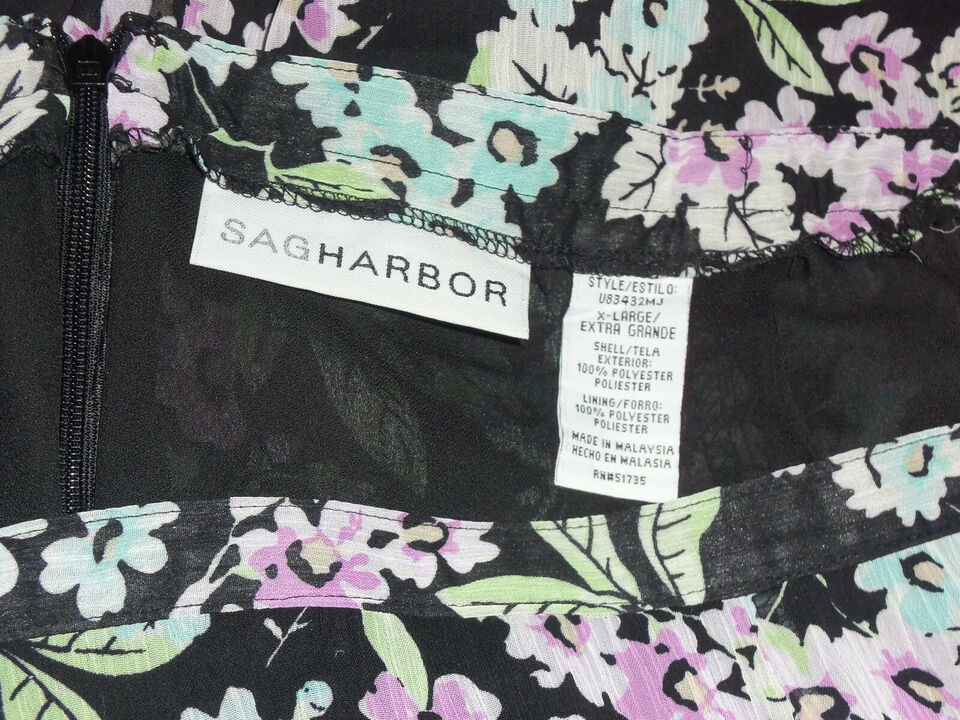 SAGHARBOR
STYLE/ESTILO:
U83432MJ
X-LARGE/
EXTRA GRANDE
SHELL/TELA
EXTERIOR:
100% POLYESTER
POLIESTER
LINING/FORRO:
100% POLYESTER
POLIESTER
MADE IN MALAYSIA
HECHO EN MALASIA
RN#51735